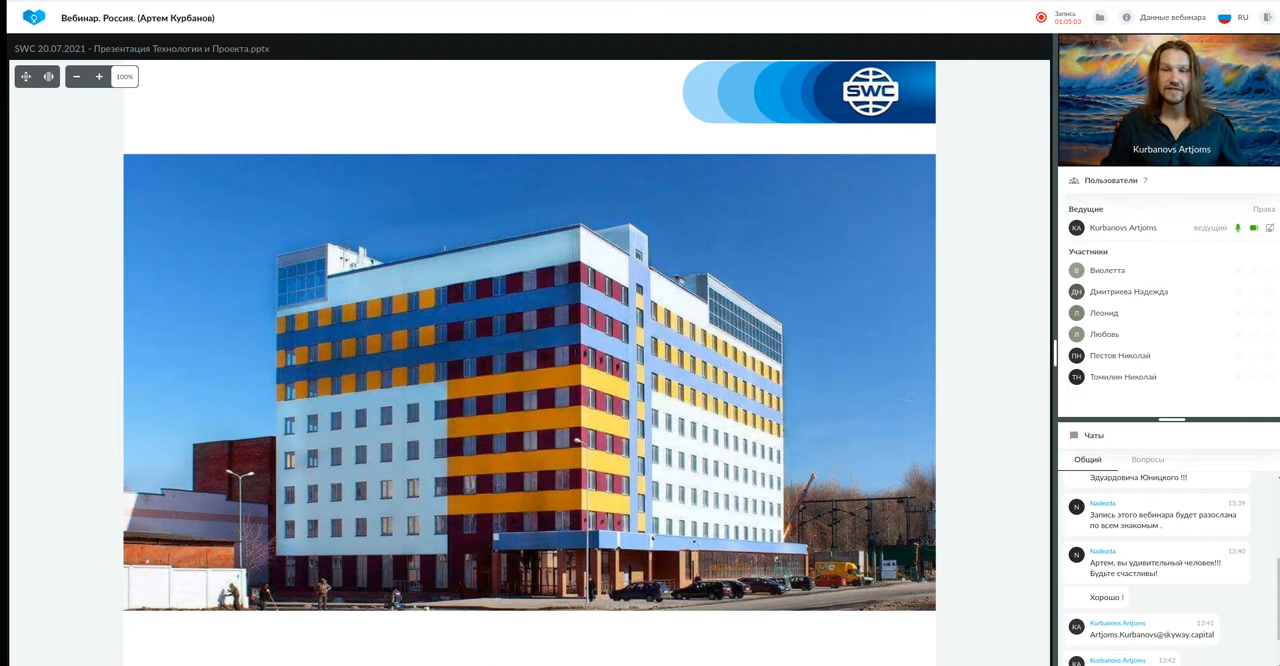 Вебинар. Россия. (Артем Курбанов)
Запись
01:05:03
Данные вебинара
RU
SWC 20.07.2021 - Презентация Технологии и Проекта.pptx
100%
SWC
Kurbanovs Artjoms
Пользователи 7
Ведущие Права
KA Kurbanovs Artjoms ведущий
Участники
В Виолетта
ДН Дмитриева Надежда
Л Леонид
Л Любовь
ПН Пестов Николай
ТН Томилин Николай
Чаты
Общий Вопросы
Эдуардовича Юницкого !!!
N Nadezda 13:39
Запись этого вебинара будет разослана
по всем знакомым .
N Nadezda 13:40
Артем, вы удивительный человек!!!
Будьте счастливы!
Хорошо !
KA Kurbanovs Artjoms 13:41
Artjoms.Kurbanovs@skyway.capital
KA Kurbanovs Artjoms 13:42